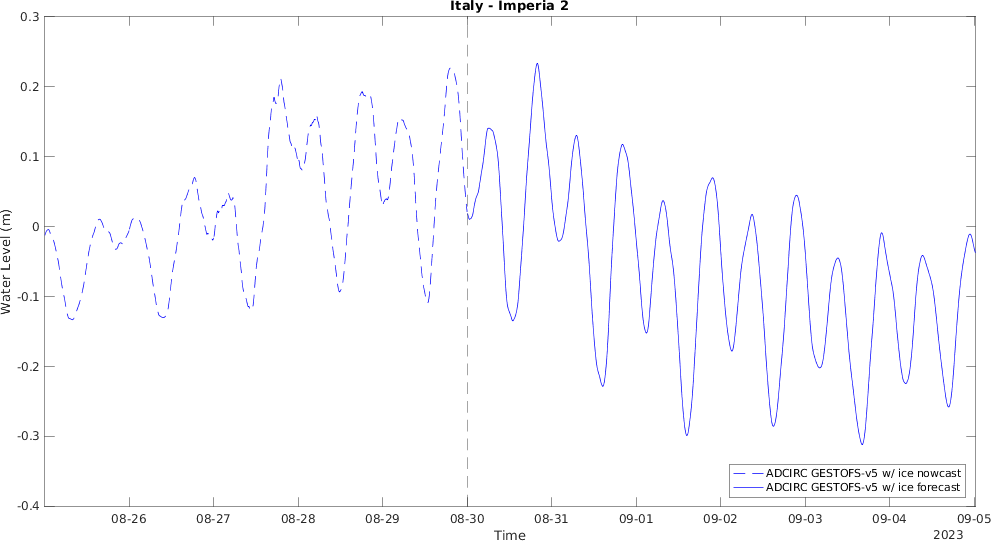 Italy - Imperia 2
0.3
0.2
0.1
0
-0.1
-0.2
-0.3
-0.4
Water Level (m)
ADCIRC GESTOFS-v5 w/ ice nowcast
ADCIRC GESTOFS-v5 w/ ice forecast
08-26 08-27 08-28 08-29 08-30 08-31 09-01 09-02 09-03 09-04 09-05
Time
2023